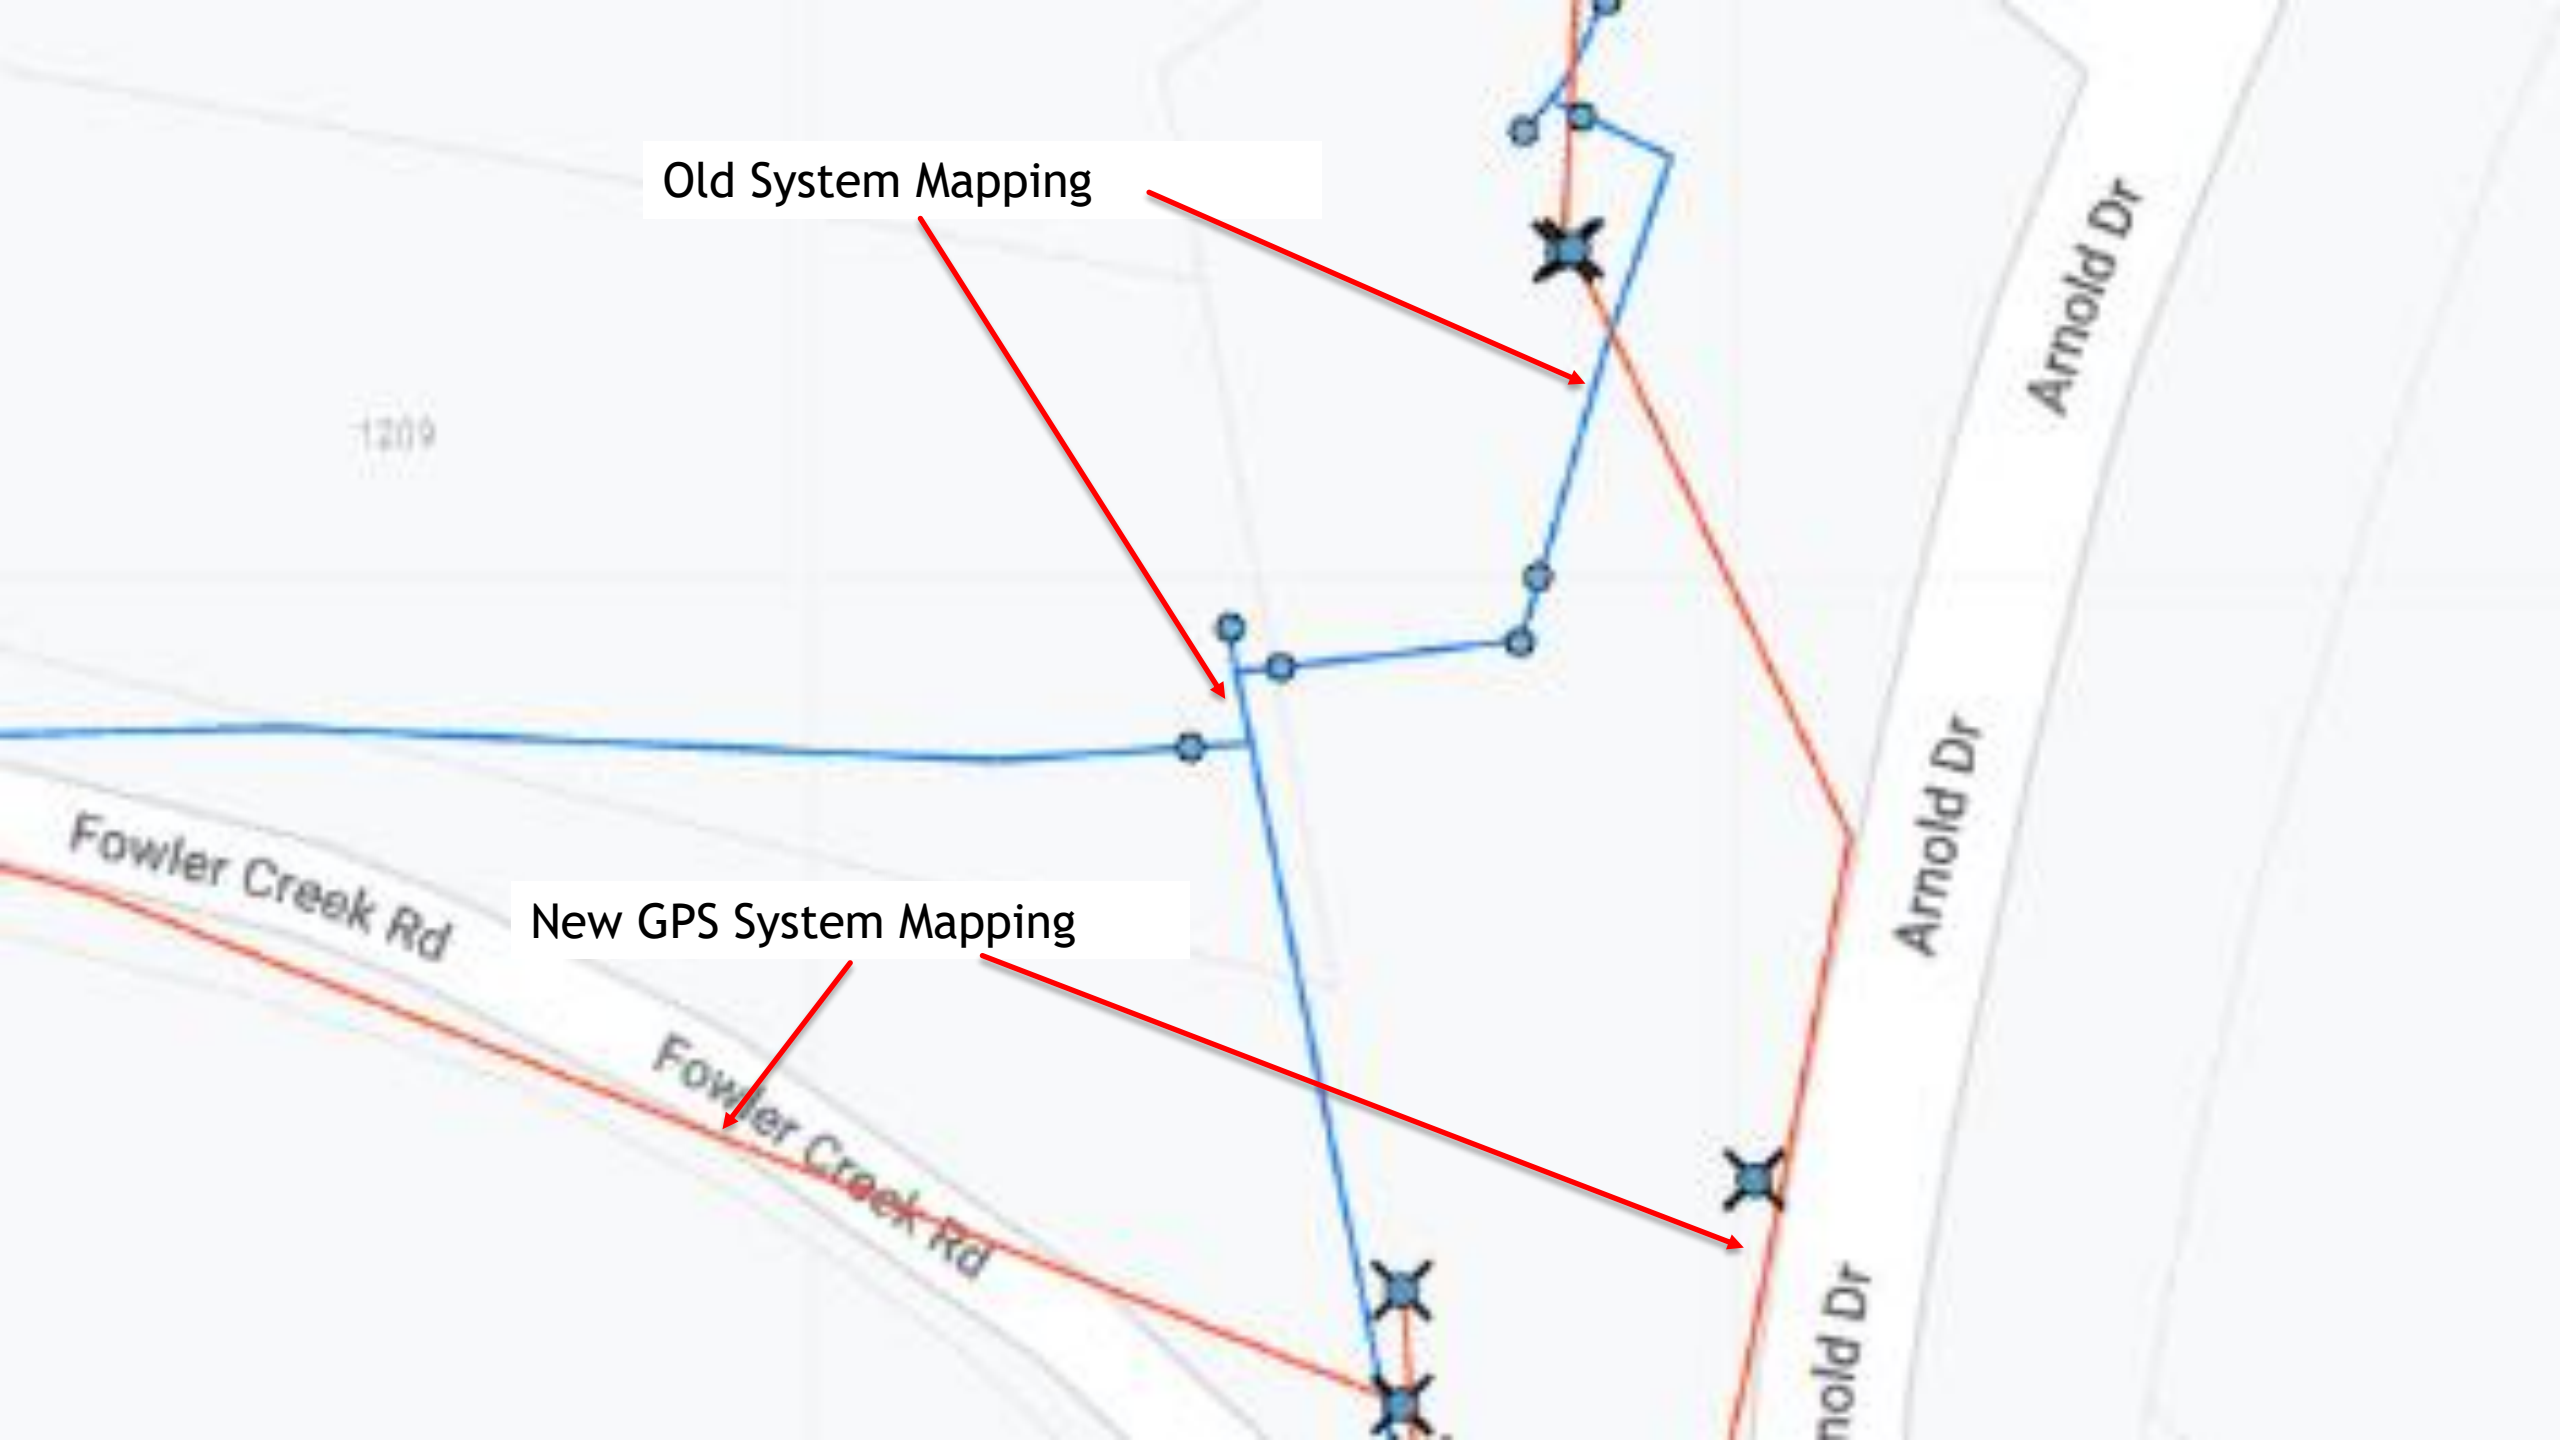 Old System Mapping
Arnold Dr
1209
Arnold Dr
Fowler Creek Rd
New GPS System Mapping
Fowler Creek Rd
nold Dr